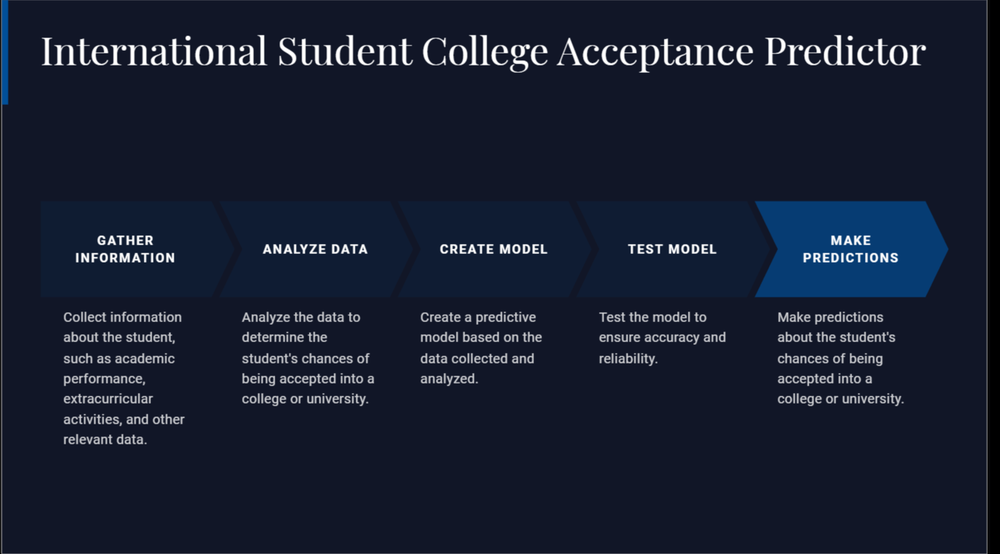 International Student College Acceptance Predictor
GATHER
INFORMATION
ANALYZE DATA
CREATE MODEL
TEST MODEL
MAKE
PREDICTIONS
Collect information
about the student,
such as academic
performance,
extracurricular
activities, and other
relevant data.
Analyze the data to
determine the
student's chances of
being accepted into a
college or university.
Create a predictive
model based on the
data collected and
analyzed.
Test the model to
ensure accuracy and
reliability.
Make predictions
about the student's
chances of being
accepted into a
college or university.